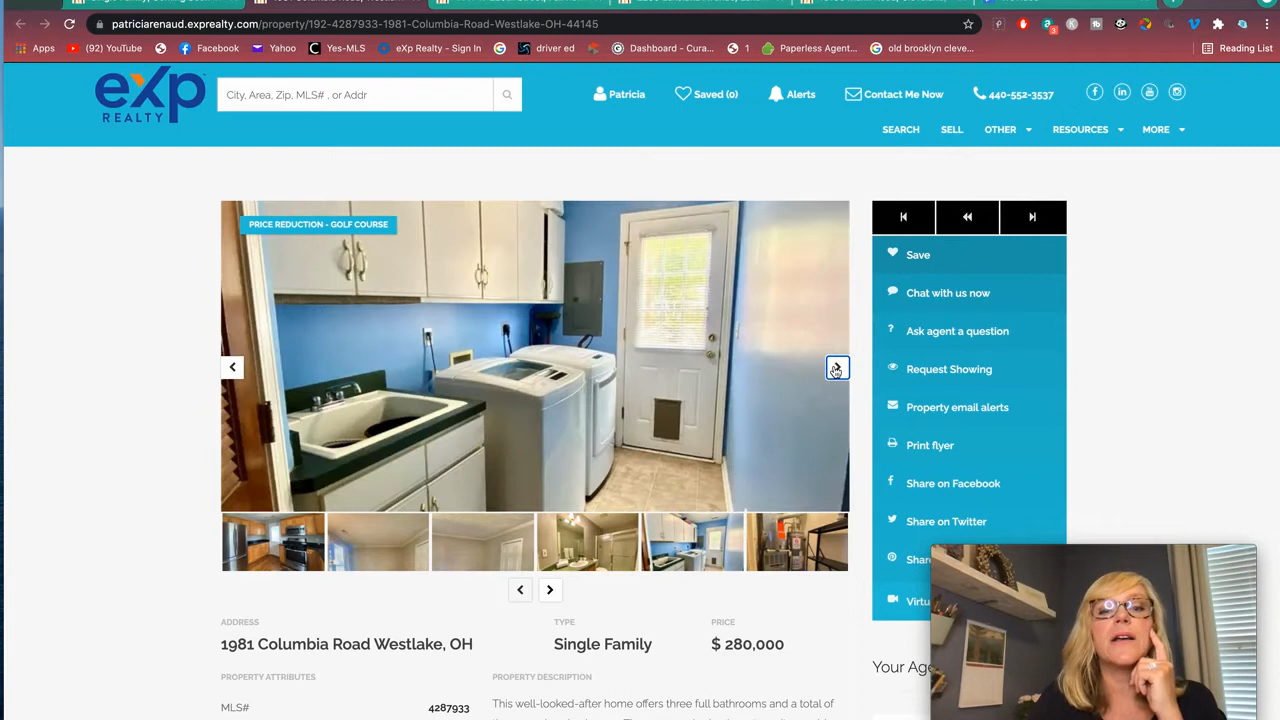 patriciarenaud.exprealty.com/property/192-4287933-1981-Columbia-Road-Westlake-OH-44145
Apps
(92) YouTube
Facebook
Yahoo
Yes-MLS
eXp Realty - Sign In
driver ed
Dashboard - Cura...
1
Paperless Agent...
old brooklyn cleve...
Reading List
eXp
REALTY
City, Area, Zip, MLS# , or Addr
Patricia
Saved (0)
Alerts
Contact Me Now
440-552-3537
SEARCH
SELL
OTHER
RESOURCES
MORE
PRICE REDUCTION - GOLF COURSE
Save
Chat with us now
Ask agent a question
Request Showing
Property email alerts
Print flyer
Share on Facebook
Share on Twitter
Shar
Virtu
ADDRESS
TYPE
PRICE
1981 Columbia Road Westlake, OH
Single Family
$ 280,000
Your Age
PROPERTY ATTRIBUTES
PROPERTY DESCRIPTION
MLS#
4287933
This well-looked-after home offers three full bathrooms and a total of